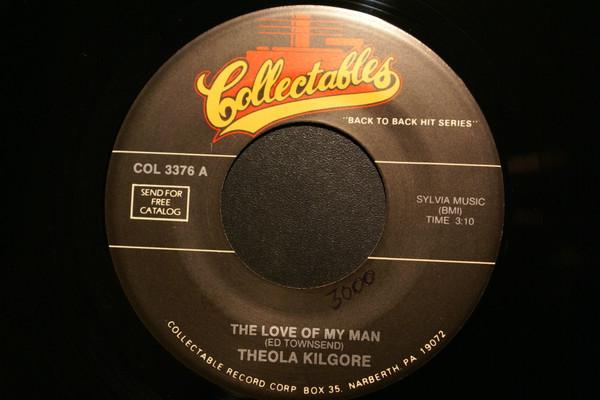 Collectables
"BACK TO BACK HIT SERIES"
COL 3376 A
SEND FOR
FREE
CATALOG
SYLVIA MUSIC
(BMI)
TIME 3:10
3000
THE LOVE OF MY MAN
(ED TOWNSEND)
THEOLA KILGORE
COLLECTABLE RECORD CORP BOX 35. NARBERTH, PA 19072